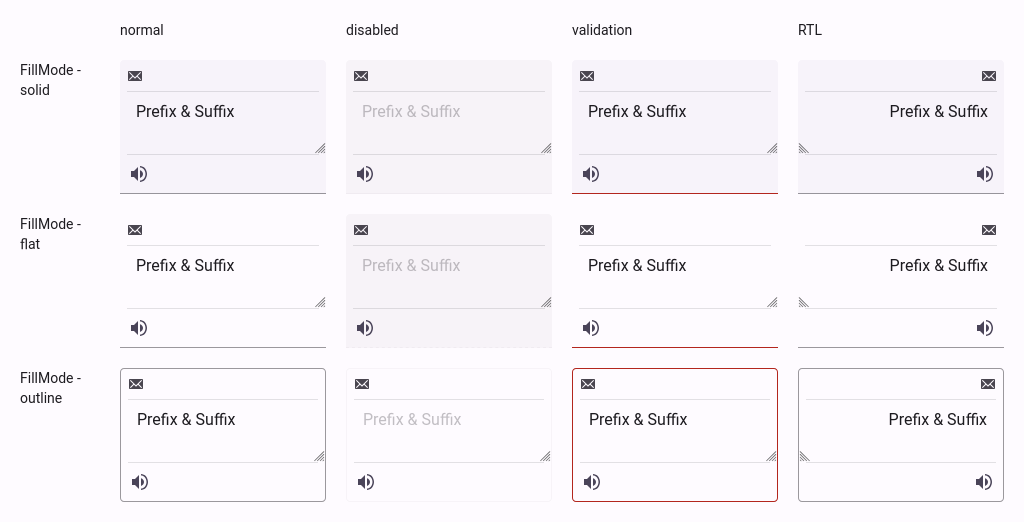 normal disabled validation RTL
FillMode -
solid
Prefix & Suffix Prefix & Suffix Prefix & Suffix Prefix & Suffix
FillMode -
flat
Prefix & Suffix Prefix & Suffix Prefix & Suffix Prefix & Suffix
FillMode -
outline
Prefix & Suffix Prefix & Suffix Prefix & Suffix Prefix & Suffix